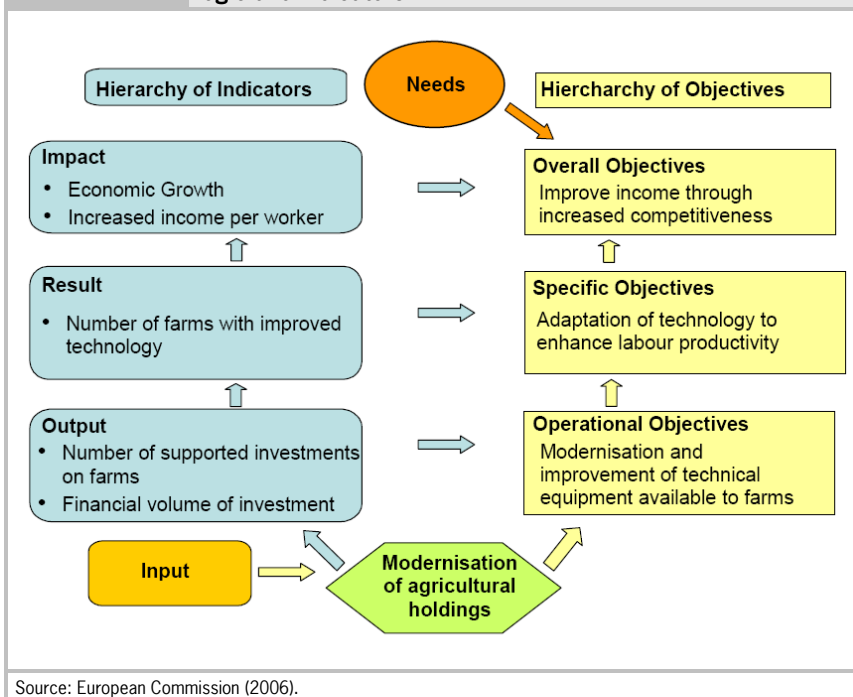 Needs
Hierarchy of Indicators
Hiercharchy of Objectives
Impact
• Economic Growth
• Increased income per worker
Overall Objectives
Improve income through
increased competitiveness
Result
• Number of farms with improved
technology
Specific Objectives
Adaptation of technology to
enhance labour productivity
Output
• Number of supported investments
on farms
• Financial volume of investment
Operational Objectives
Modernisation and
improvement of technical
equipment available to farms
Input
Modernisation
of agricultural
holdings
Source: European Commission (2006).